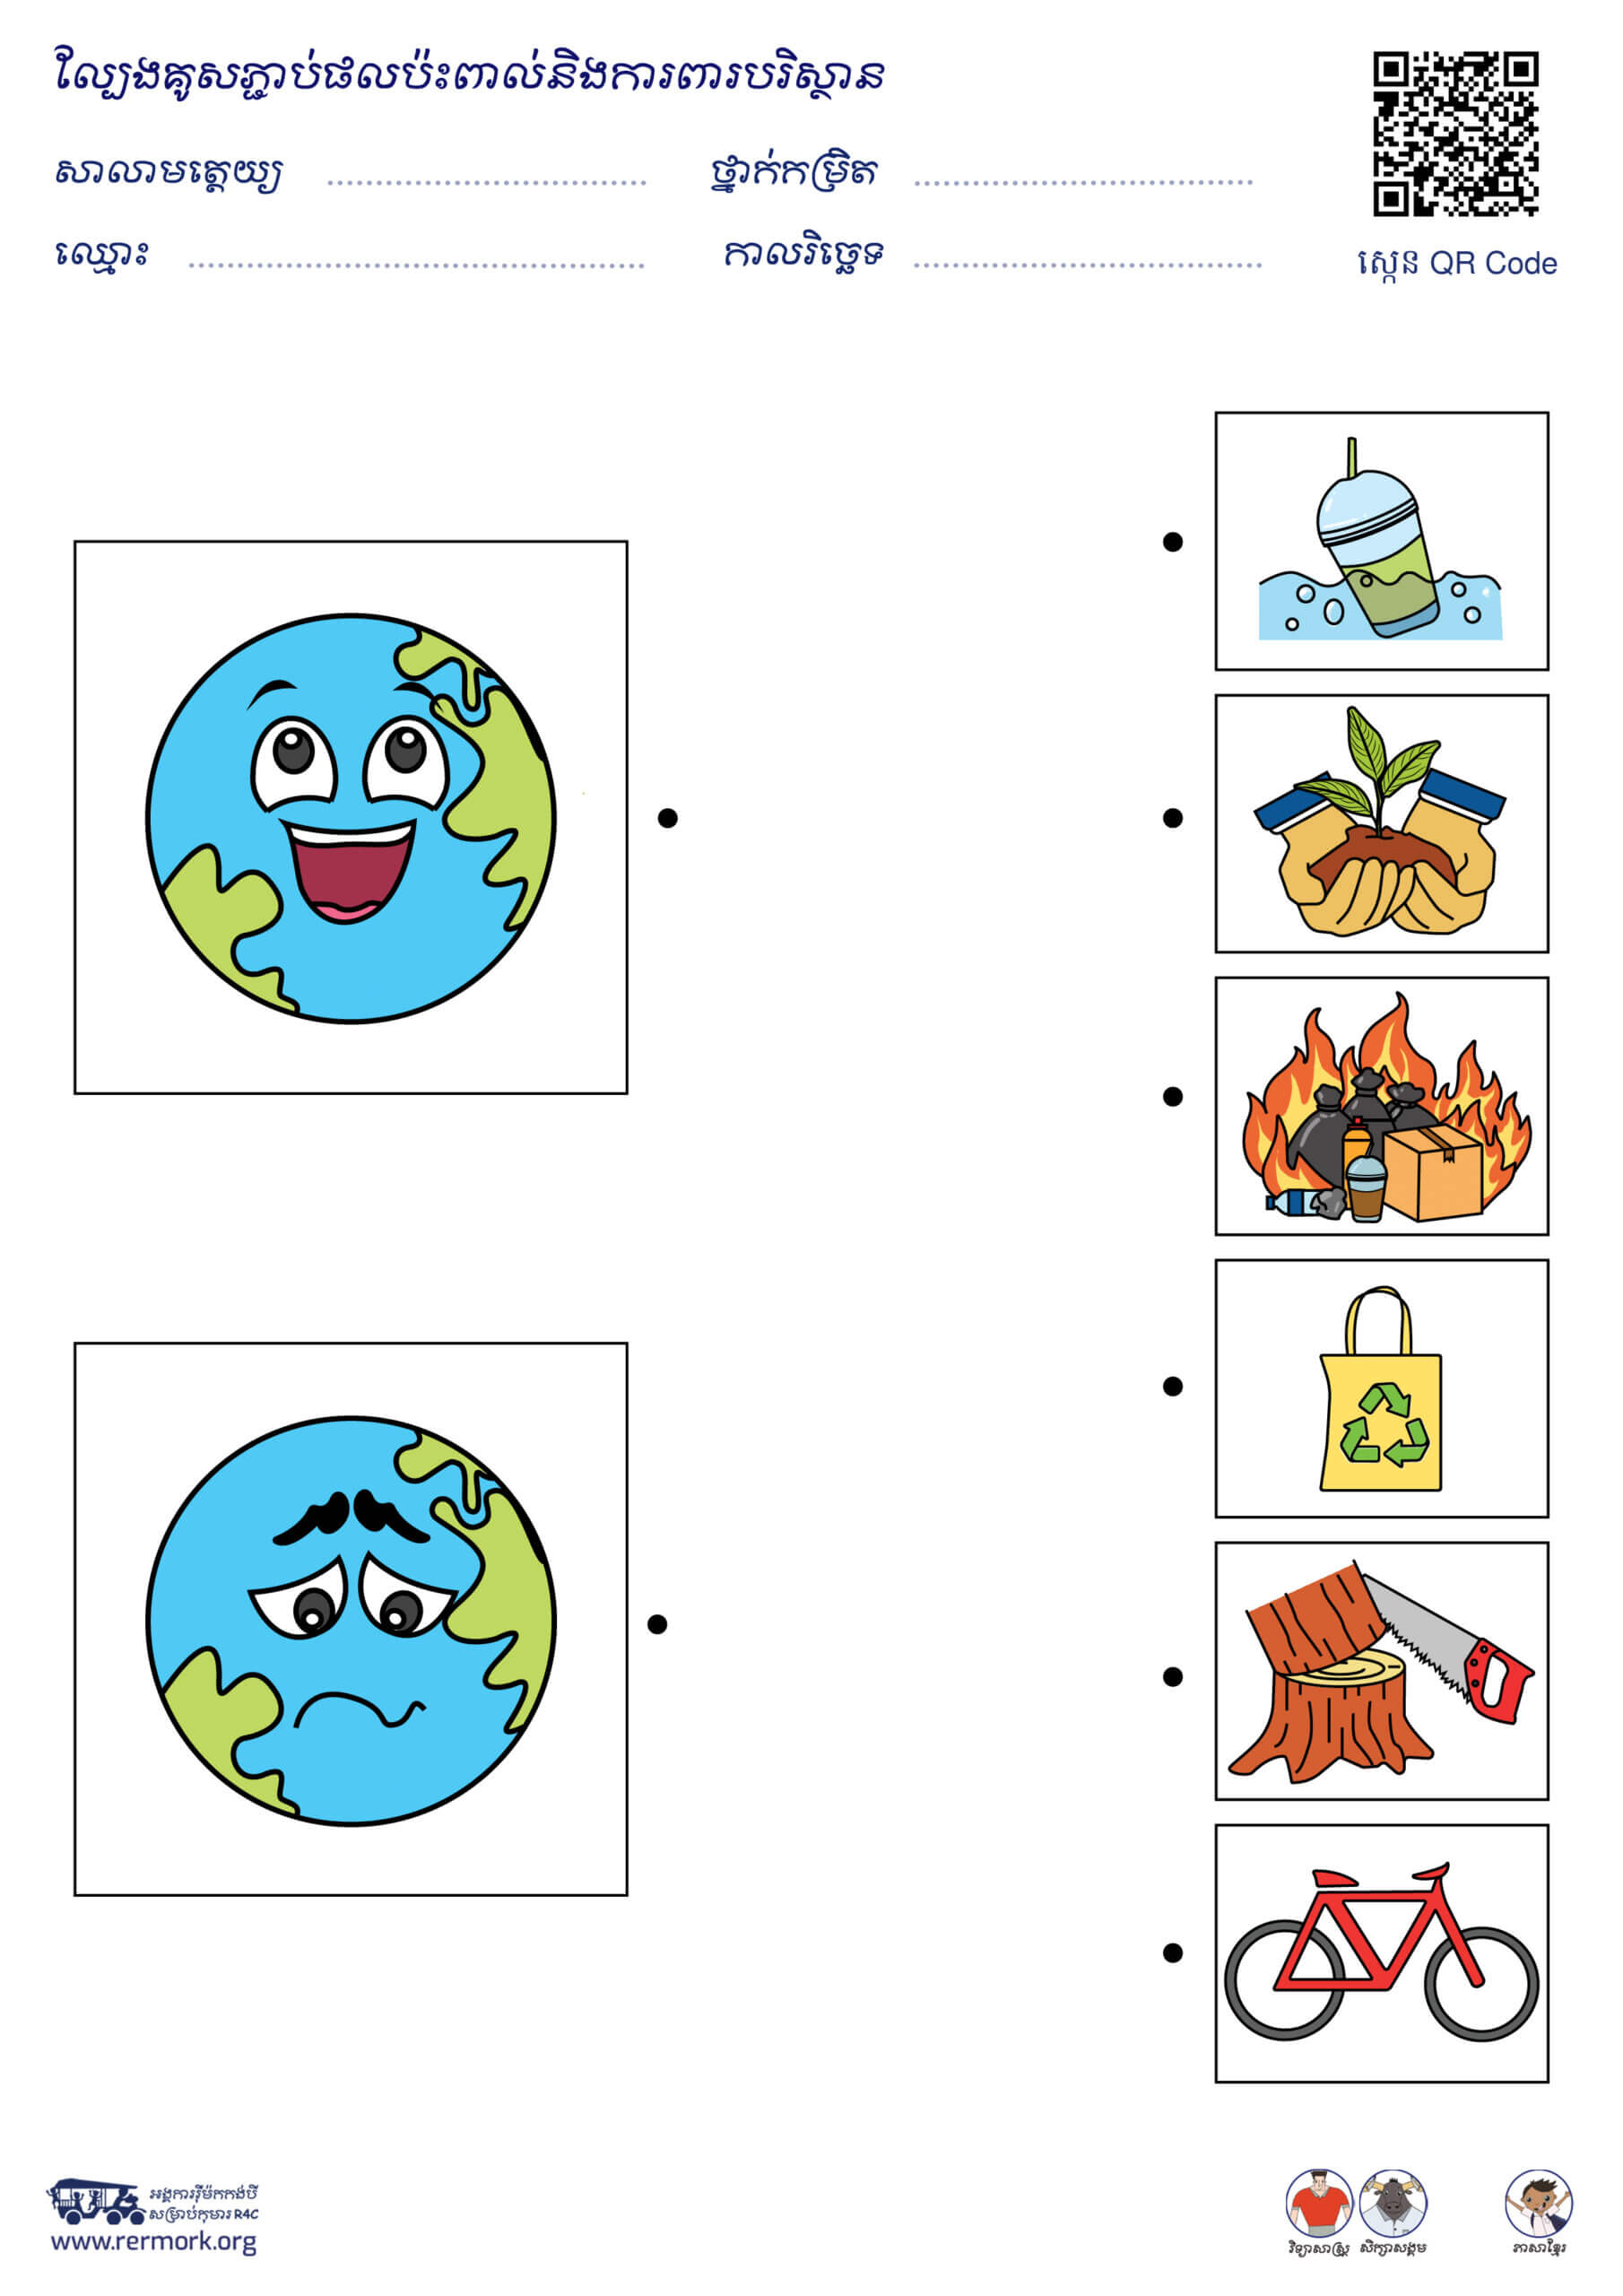 ល្បែងគូសភ្ជាប់ផលប៉ះពាល់និងការពារបរិស្ថាន
សាលាមត្តេយ្យ ថ្នាក់កម្រិត
ឈ្មោះ កាលបរិច្ឆេទ
ស្កេន QR Code
អង្គការរ៉ឺម៉កកង់បី
សម្រាប់កុមារ R4C
www.rermork.org
វិទ្យាសាស្ត្រ សិក្សាសង្គម ភាសាខ្មែរ